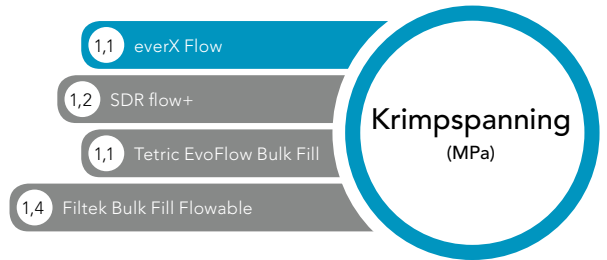 1,1 everX Flow
1,2 SDR flow+
1,1 Tetric EvoFlow Bulk Fill
1,4 Filtek Bulk Fill Flowable
Krimpspanning
(MPa)